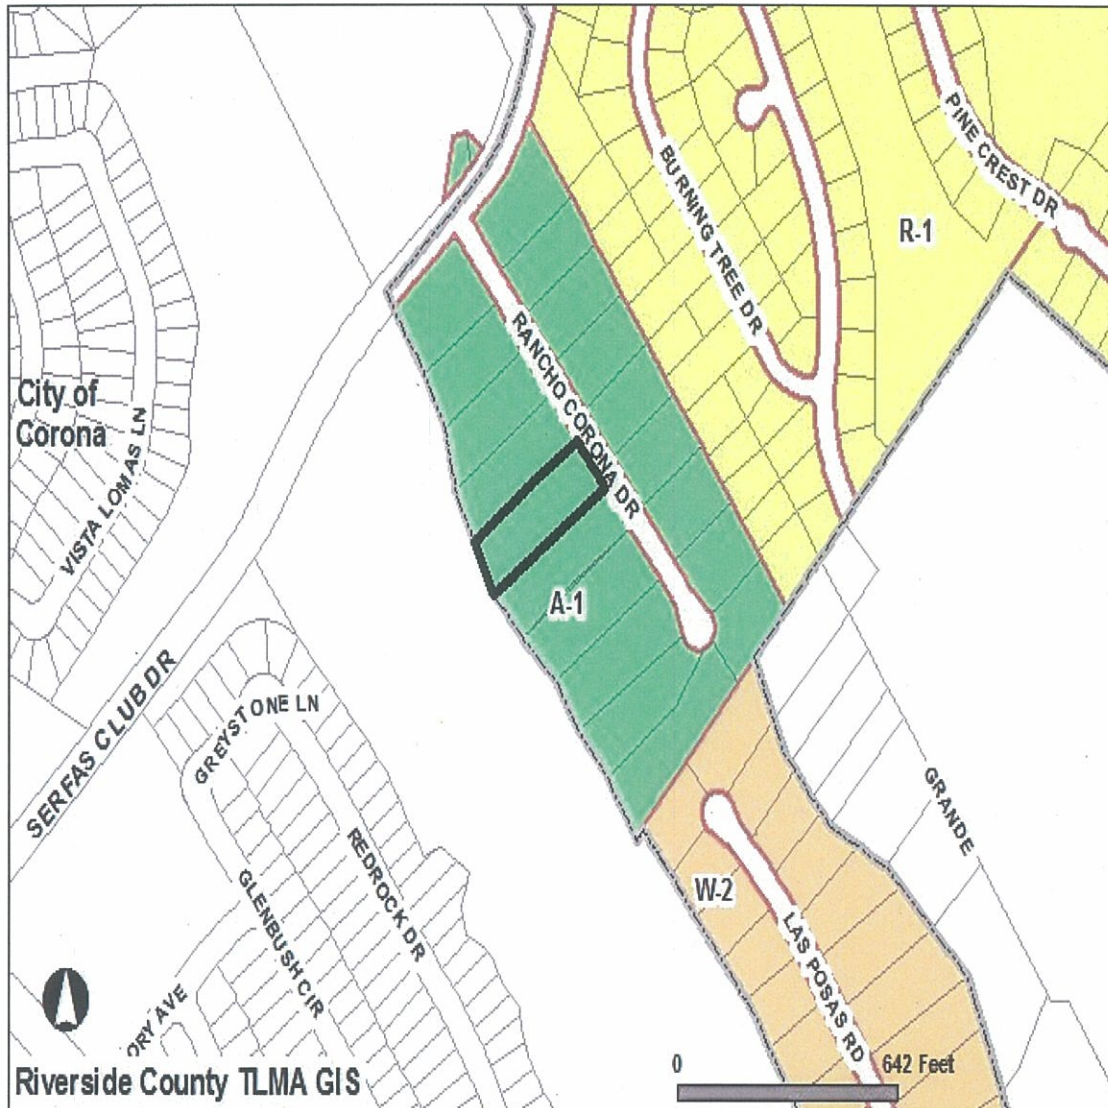 PINE CREST DR
BURNING TREE DR
R-1
RANCHO CORONA DR
City of
Corona
VISTA LOMAS LN
A-1
SERFAS CLUB DR
GREYSTONE LN
GRANDE
REDROCK DR
GLENBUSH CIR
W-2
LAS POSAS RD
ORY AVE
0 642 Feet
Riverside County TLMA GIS